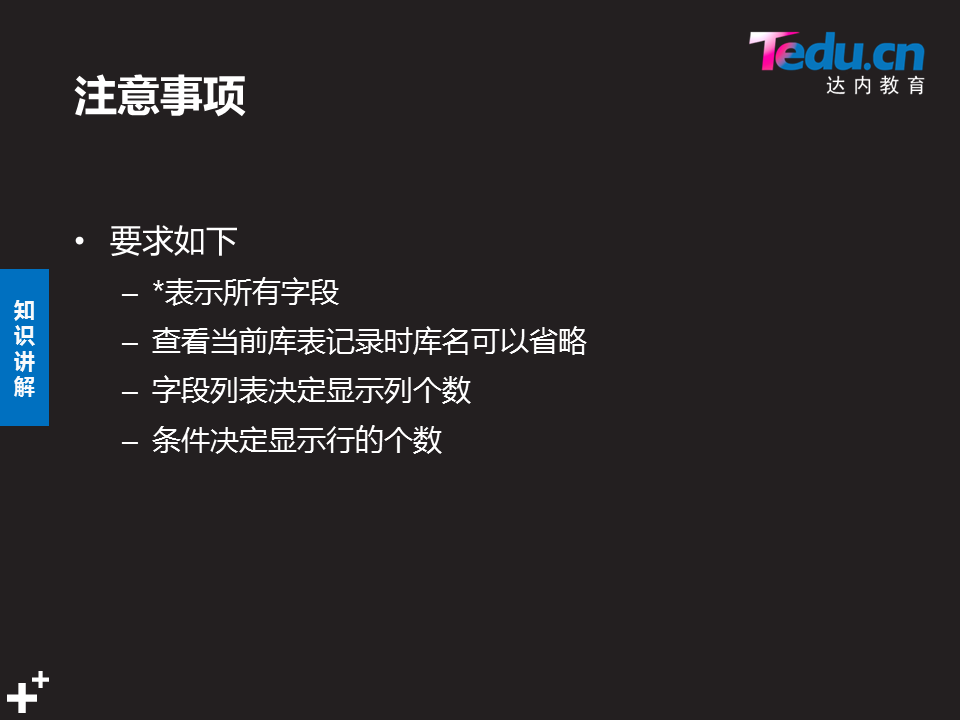 Tedu.cn
达内教育
注意事项
• 要求如下
– *表示所有字段
– 查看当前库表记录时库名可以省略
– 字段列表决定显示列个数
– 条件决定显示行的个数
知
识
讲
解